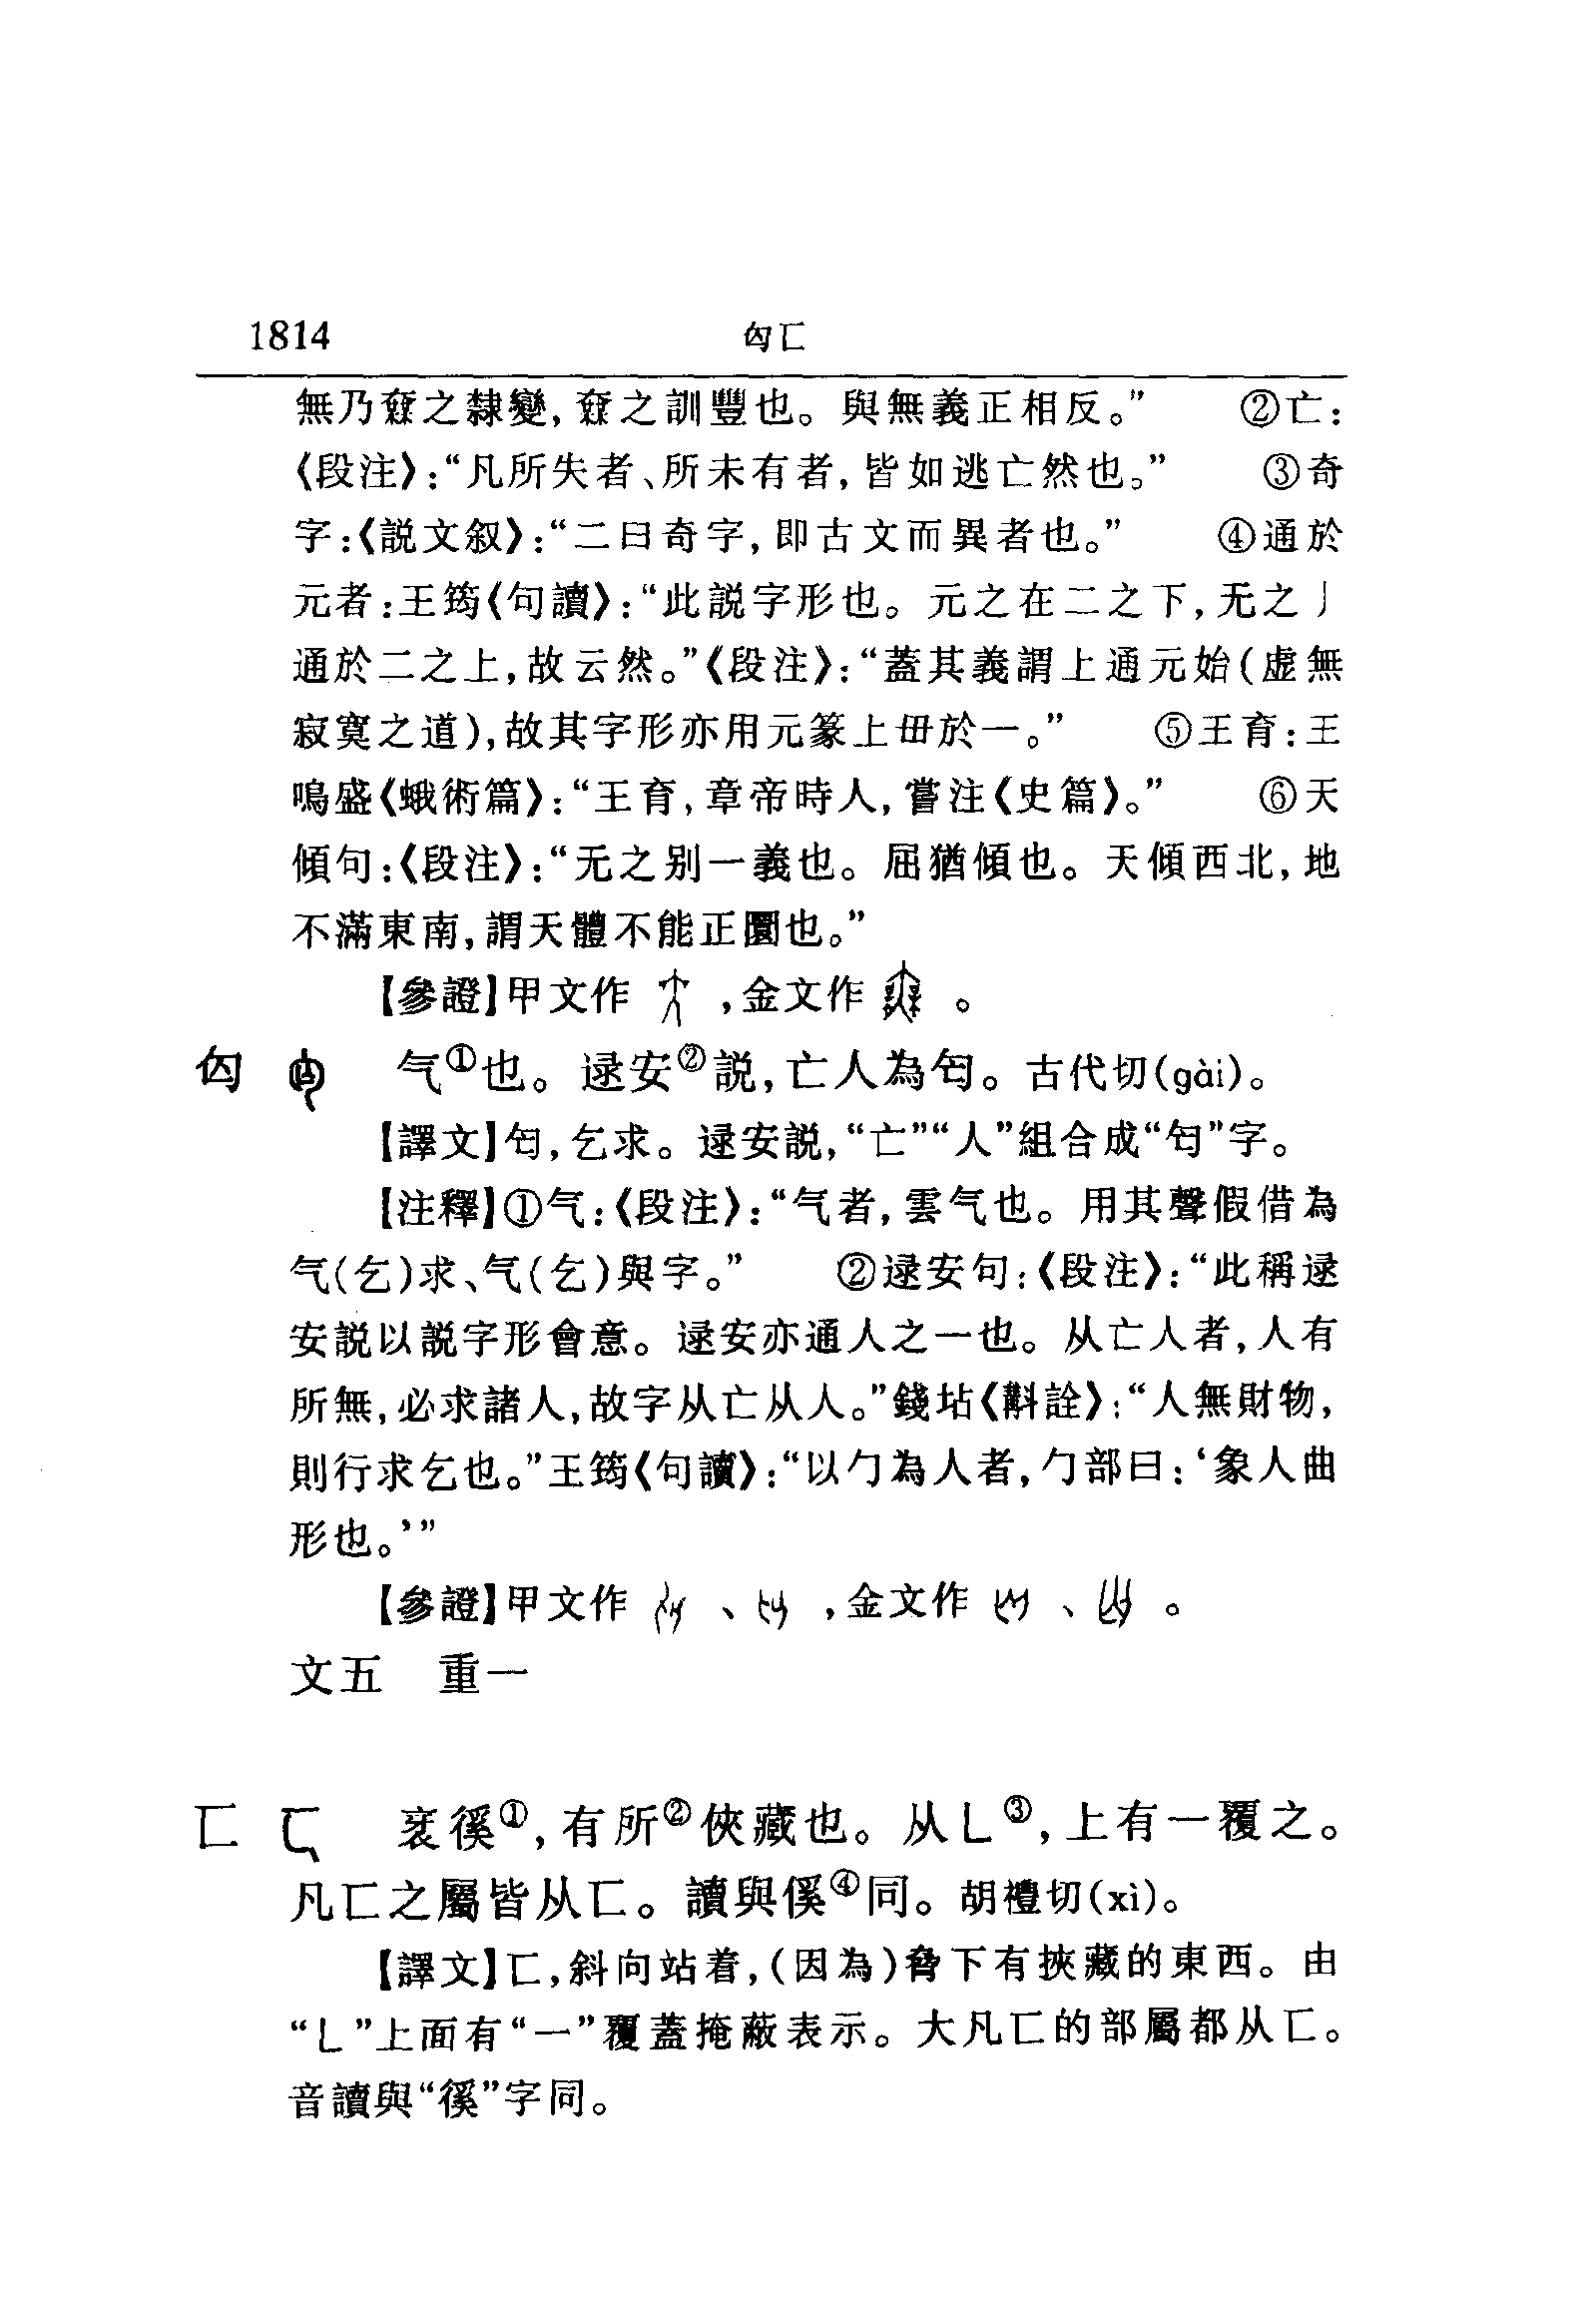 1814 匃匸
無乃𣞤之隸變,𣞤之訓豐也。與無義正相反。” ②亡:
《段注》:“凡所失者、所未有者,皆如逃亡然也。” ③奇
字:《説文叙》:“二曰奇字,即古文而異者也。” ④通於
元者:王筠《句讀》:“此説字形也。元之在二之下,无之丿
通於二之上,故云然。”《段注》:“蓋其義謂上通元始(虛無
寂寞之道),故其字形亦用元篆上毌於一。” ⑤王育:王
鳴盛《蛾術篇》:“王育,章帝時人,嘗注《史篇》。” ⑥天
傾句:《段注》:“无之别一義也。屈猶傾也。天傾西北,地
不滿東南,謂天體不能正圜也。”
【參證】甲文作 ,金文作 。
匃 气①也。逯安②説,亡人為匄。古代切(gài)。
【譯文】匄,乞求。逯安説,“亡”“人”組合成“匄”字。
【注釋】①气:《段注》:“气者,雲气也。用其聲假借為
气(乞)求、气(乞)與字。” ②逯安句:《段注》:“此稱逯
安説以説字形會意。逯安亦通人之一也。从亡人者,人有
所無,必求諸人,故字从亡从人。”錢坫《斠詮》:“人無財物,
則行求乞也。”王筠《句讀》:“以勹為人者,勹部曰:‘象人曲
形也。’”
【參證】甲文作 、 ,金文作 、 。
文五 重一
匸 衺徯①,有所②俠藏也。从乚③,上有一覆之。
凡匸之屬皆从匸。讀與傒④同。胡禮切(xì)。
【譯文】匸,斜向站着,(因為)脅下有挾藏的東西。由
“乚”上面有“一”覆蓋掩蔽表示。大凡匸的部屬都从匸。
音讀與“徯”字同。